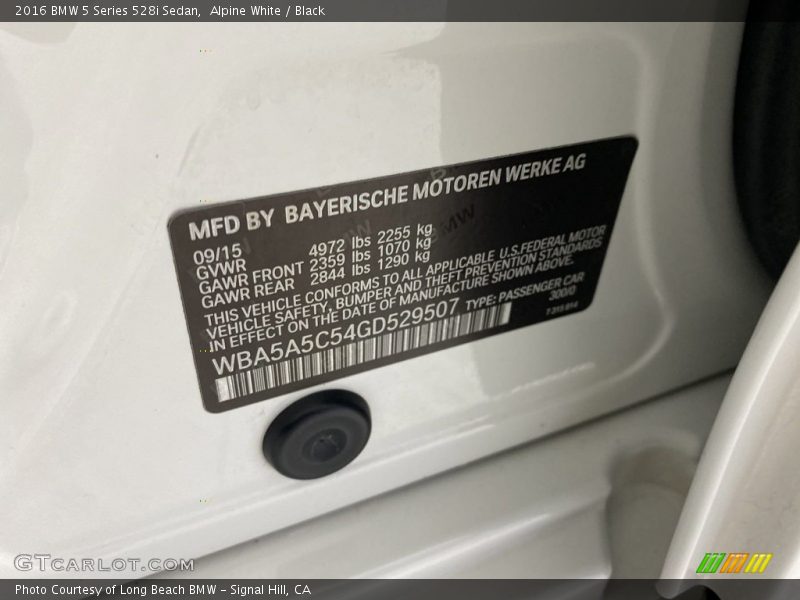 2016 BMW 5 Series 528i Sedan, Alpine White / Black
MFD BY BAYERISCHE MOTOREN WERKE AG
09/15
GVWR 4972 lbs 2255 kg
GAWR FRONT 2359 lbs 1070 kg
GAWR REAR 2844 lbs 1290 kg
THIS VEHICLE CONFORMS TO ALL APPLICABLE U.S.FEDERAL MOTOR
VEHICLE SAFETY, BUMPER AND THEFT PREVENTION STANDARDS
IN EFFECT ON THE DATE OF MANUFACTURE SHOWN ABOVE.
WBA5A5C54GD529507 TYPE: PASSENGER CAR
300/0
GTCARLOT.COM
Photo Courtesy of Long Beach BMW - Signal Hill, CA